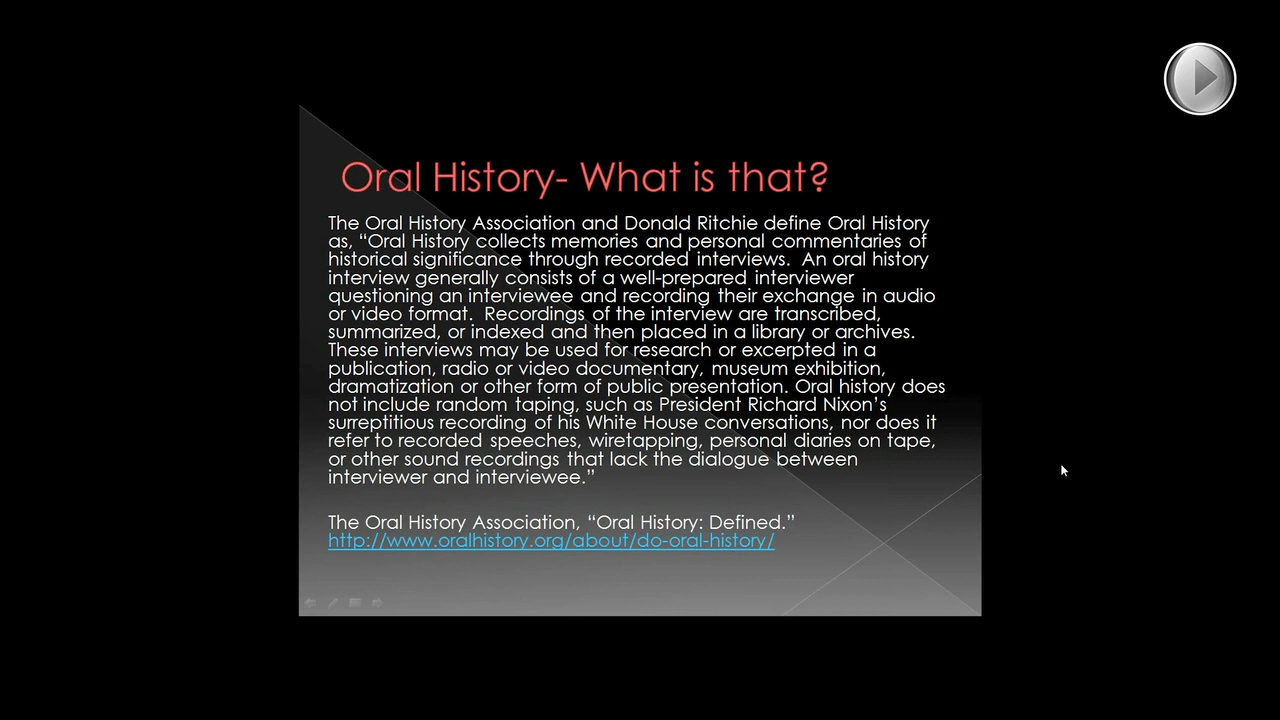 Oral History- What is that?
The Oral History Association and Donald Ritchie define Oral History
as, “Oral History collects memories and personal commentaries of
historical significance through recorded interviews.  An oral history
interview generally consists of a well-prepared interviewer
questioning an interviewee and recording their exchange in audio
or video format.  Recordings of the interview are transcribed,
summarized, or indexed and then placed in a library or archives.
These interviews may be used for research or excerpted in a
publication, radio or video documentary, museum exhibition,
dramatization or other form of public presentation. Oral history does
not include random taping, such as President Richard Nixon’s
surreptitious recording of his White House conversations, nor does it
refer to recorded speeches, wiretapping, personal diaries on tape,
or other sound recordings that lack the dialogue between
interviewer and interviewee.”
The Oral History Association, “Oral History: Defined.”
http://www.oralhistory.org/about/do-oral-history/